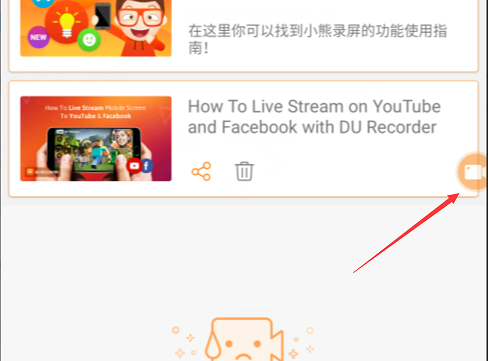 NEW
在这里你可以找到小熊录屏的功能使用指
南！
How To Live Stream Mobile Screen
To YouTube & Facebook
How To Live Stream on YouTube
and Facebook with DU Recorder